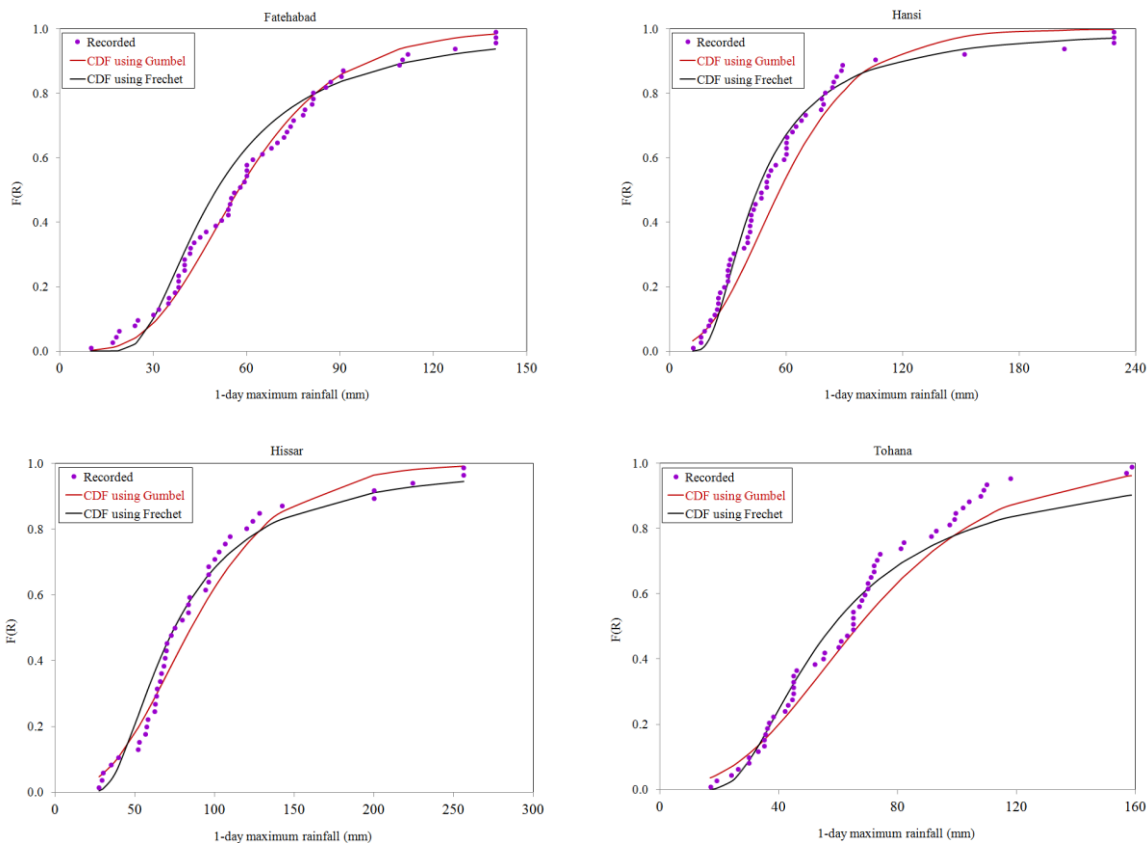 Fatehabad
1.0
0.8
0.6
0.4
0.2
0.0
F(R)
Recorded
CDF using Gumbel
CDF using Frechet
0 30 60 90 120 150
1-day maximum rainfall (mm)
Hansi
1.0
0.8
0.6
0.4
0.2
0.0
F(R)
Recorded
CDF using Gumbel
CDF using Frechet
0 60 120 180 240
1-day maximum rainfall (mm)
Hissar
1.0
0.8
0.6
0.4
0.2
0.0
F(R)
Recorded
CDF using Gumbel
CDF using Frechet
0 50 100 150 200 250 300
1-day maximum rainfall (mm)
Tohana
1.0
0.8
0.6
0.4
0.2
0.0
F(R)
Recorded
CDF using Gumbel
CDF using Frechet
0 40 80 120 160
1-day maximum rainfall (mm)